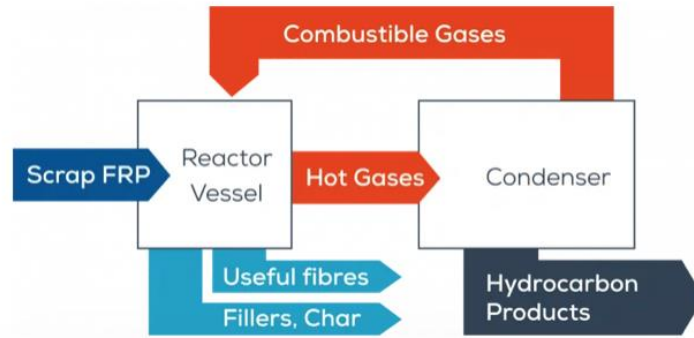 Combustible Gases
Scrap FRP
Reactor
Vessel
Hot Gases
Condenser
Useful fibres
Fillers, Char
Hydrocarbon
Products